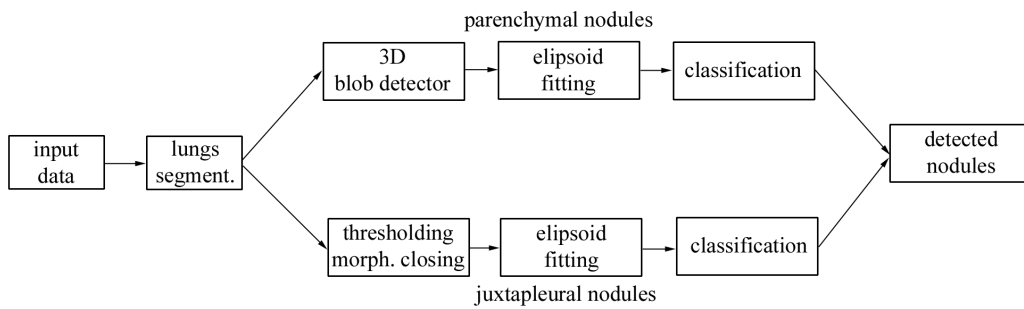 parenchymal nodules
3D
blob detector
elipsoid
fitting
classification
input
data
lungs
segment.
detected
nodules
thresholding
morph. closing
elipsoid
fitting
classification
juxtapleural nodules